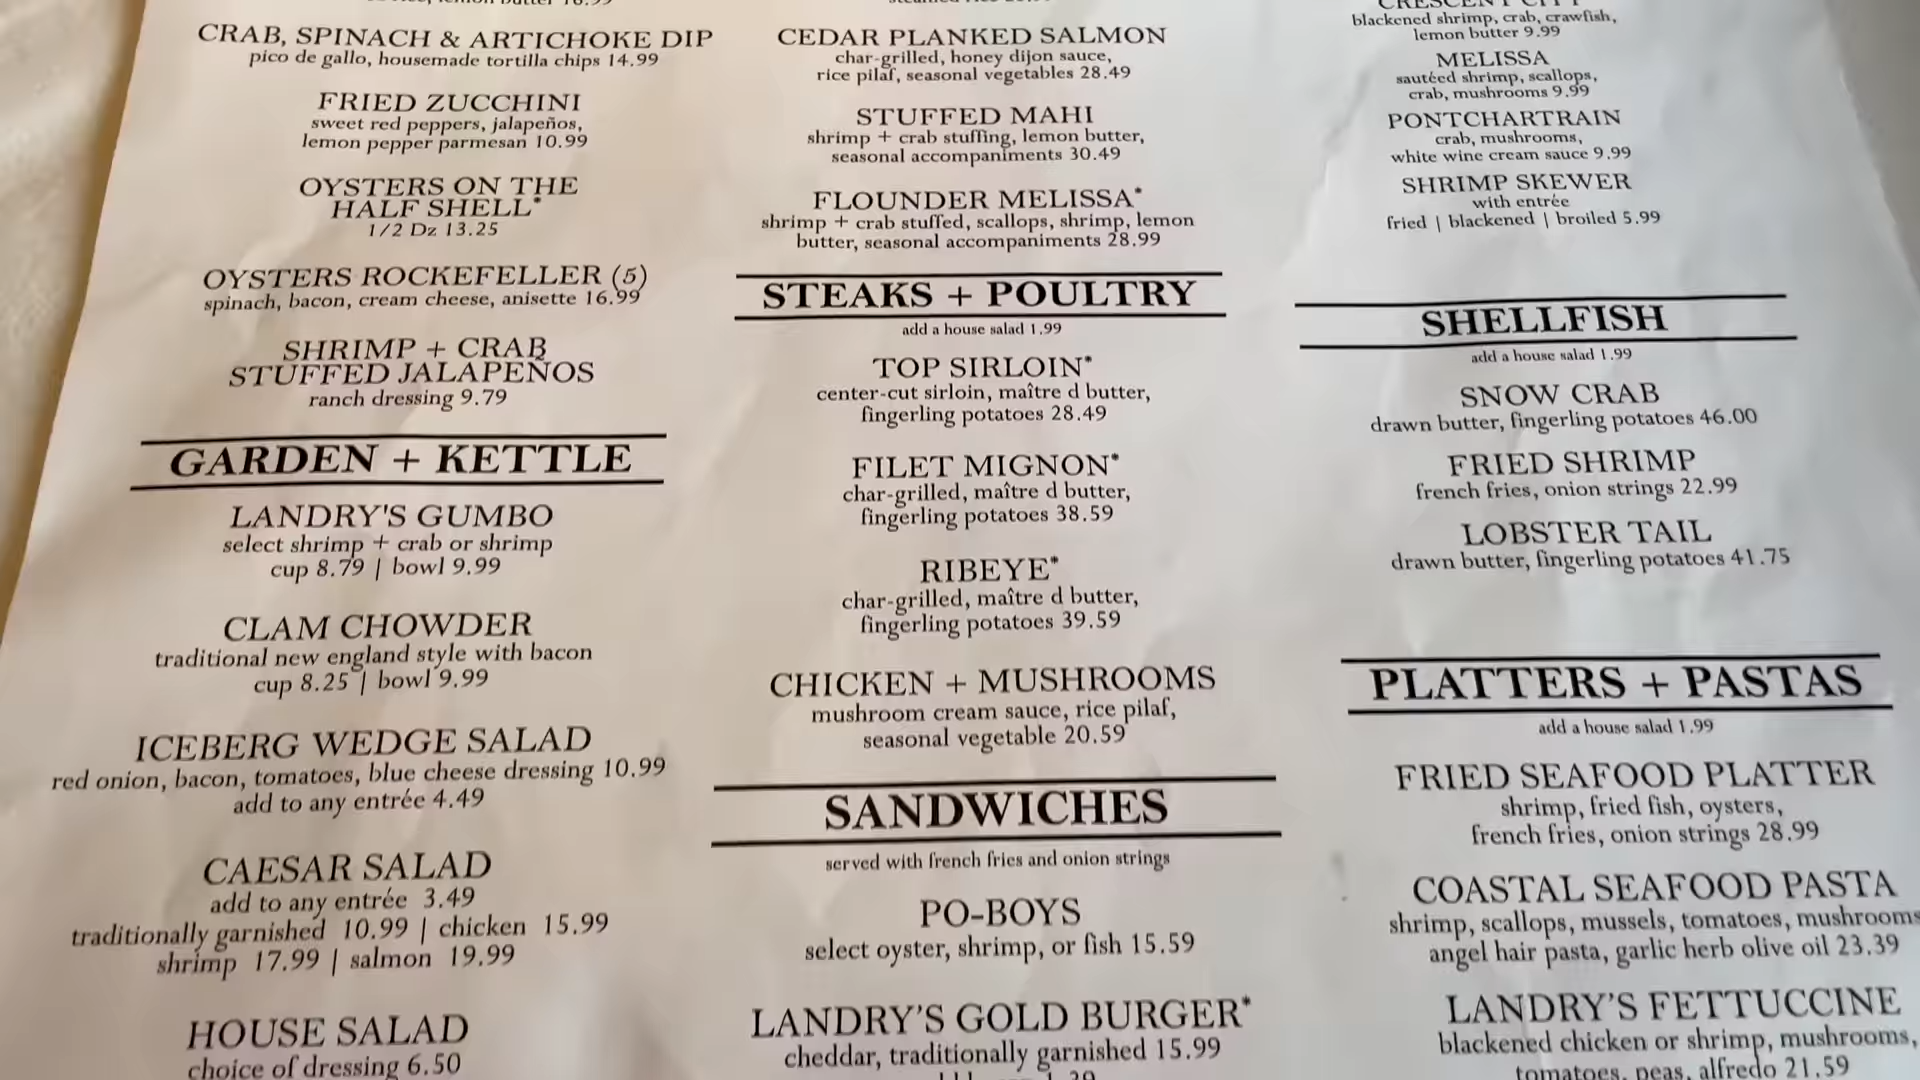 CRAB, SPINACH & ARTICHOKE DIP
pico de gallo, housemade tortilla chips 14.99
FRIED ZUCCHINI
sweet red peppers, jalapeños,
lemon pepper parmesan 10.99
OYSTERS ON THE
HALF SHELL*
1/2 Dz 13.25
OYSTERS ROCKEFELLER (5)
spinach, bacon, cream cheese, anisette 16.99
SHRIMP + CRAB
STUFFED JALAPEÑOS
ranch dressing 9.79
GARDEN + KETTLE
LANDRY'S GUMBO
select shrimp + crab or shrimp
cup 8.79 | bowl 9.99
CLAM CHOWDER
traditional new england style with bacon
cup 8.25 | bowl 9.99
ICEBERG WEDGE SALAD
red onion, bacon, tomatoes, blue cheese dressing 10.99
add to any entrée 4.49
CAESAR SALAD
add to any entrée 3.49
traditionally garnished 10.99 | chicken 15.99
shrimp 17.99 | salmon 19.99
HOUSE SALAD
choice of dressing 6.50
CEDAR PLANKED SALMON
char-grilled, honey dijon sauce,
rice pilaf, seasonal vegetables 28.49
STUFFED MAHI
shrimp + crab stuffing, lemon butter,
seasonal accompaniments 30.49
FLOUNDER MELISSA*
shrimp + crab stuffed, scallops, shrimp, lemon
butter, seasonal accompaniments 28.99
STEAKS + POULTRY
add a house salad 1.99
TOP SIRLOIN*
center-cut sirloin, maître d butter,
fingerling potatoes 28.49
FILET MIGNON*
char-grilled, maître d butter,
fingerling potatoes 38.59
RIBEYE*
char-grilled, maître d butter,
fingerling potatoes 39.59
CHICKEN + MUSHROOMS
mushroom cream sauce, rice pilaf,
seasonal vegetable 20.59
SANDWICHES
served with french fries and onion strings
PO-BOYS
select oyster, shrimp, or fish 15.59
LANDRY'S GOLD BURGER*
cheddar, traditionally garnished 15.99
CRESCENT CITY
blackened shrimp, crab, crawfish,
lemon butter 9.99
MELISSA
sautéed shrimp, scallops,
crab, mushrooms 9.99
PONTCHARTRAIN
crab, mushrooms,
white wine cream sauce 9.99
SHRIMP SKEWER
with entrée
fried | blackened | broiled 5.99
SHELLFISH
add a house salad 1.99
SNOW CRAB
drawn butter, fingerling potatoes 46.00
FRIED SHRIMP
french fries, onion strings 22.99
LOBSTER TAIL
drawn butter, fingerling potatoes 41.75
PLATTERS + PASTAS
add a house salad 1.99
FRIED SEAFOOD PLATTER
shrimp, fried fish, oysters,
french fries, onion strings 28.99
COASTAL SEAFOOD PASTA
shrimp, scallops, mussels, tomatoes, mushrooms
angel hair pasta, garlic herb olive oil 23.39
LANDRY'S FETTUCCINE
blackened chicken or shrimp, mushrooms,
tomatoes, peas, alfredo 21.59